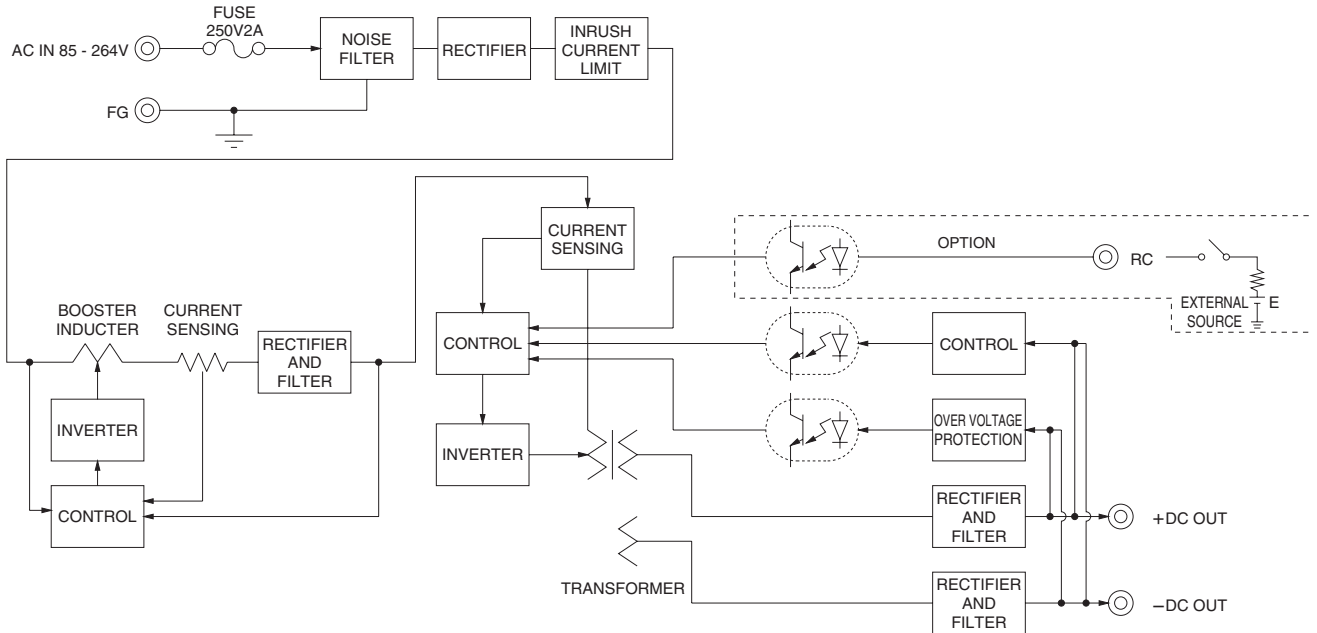 FUSE
250V2A
AC IN 85 - 264V
NOISE
FILTER
RECTIFIER
INRUSH
CURRENT
LIMIT
FG
CURRENT
SENSING
OPTION
RC
EXTERNAL
SOURCE
E
BOOSTER
INDUCTER
CURRENT
SENSING
RECTIFIER
AND
FILTER
CONTROL
CONTROL
INVERTER
INVERTER
OVER VOLTAGE
PROTECTION
CONTROL
RECTIFIER
AND
FILTER
+DC OUT
TRANSFORMER
RECTIFIER
AND
FILTER
−DC OUT